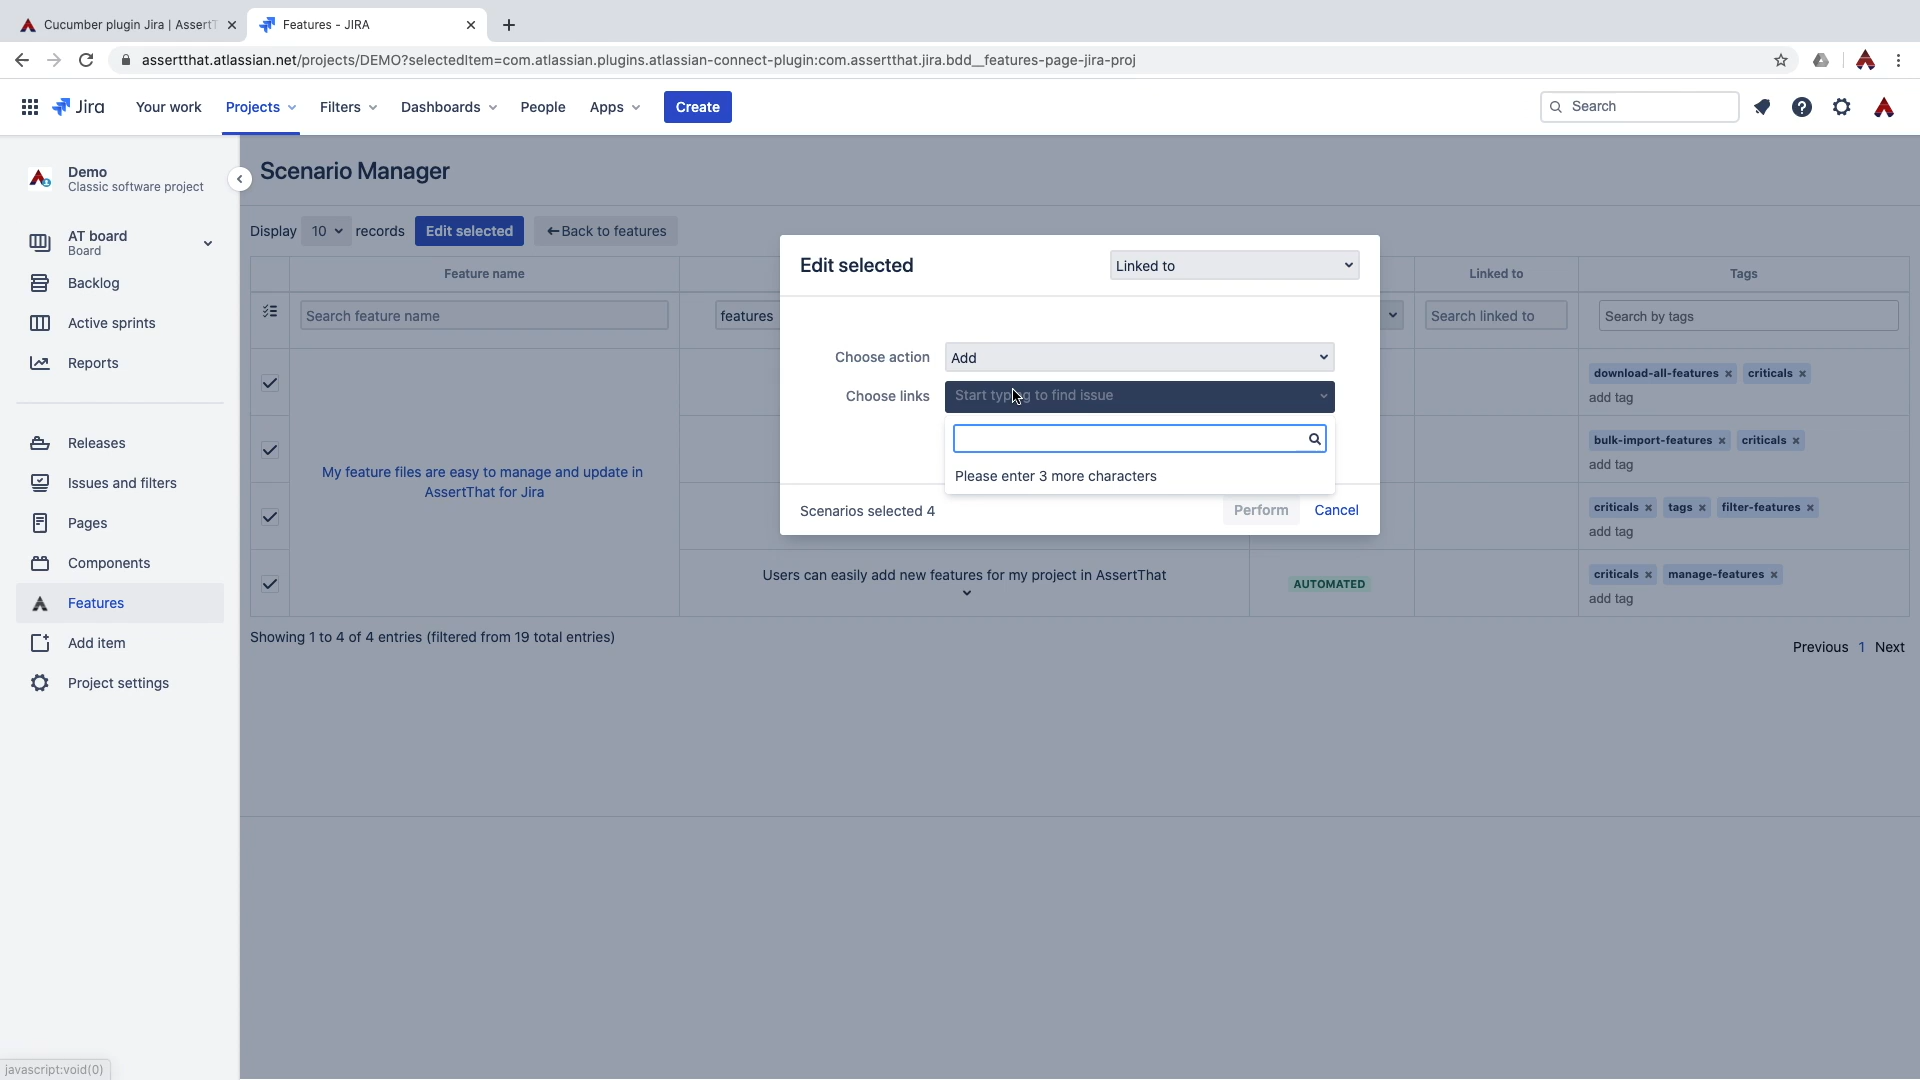 Cucumber plugin Jira | AssertT
Features - JIRA
assertthat.atlassian.net/projects/DEMO?selectedItem=com.atlassian.plugins.atlassian-connect-plugin:com.assertthat.jira.bdd__features-page-jira-proj
Jira
Your work
Projects
Filters
Dashboards
People
Apps
Create
Search
Demo
Classic software project
AT board
Board
Backlog
Active sprints
Reports
Releases
Issues and filters
Pages
Components
Features
Add item
Project settings
Scenario Manager
Display 10 records Edit selected ←Back to features
Feature name
Linked to
Tags
Search feature name
features
Search linked to
Search by tags
My feature files are easy to manage and update in
AssertThat for Jira
download-all-features × criticals ×
add tag
bulk-import-features × criticals ×
add tag
criticals × tags × filter-features ×
add tag
Users can easily add new features for my project in AssertThat
AUTOMATED
criticals × manage-features ×
add tag
Showing 1 to 4 of 4 entries (filtered from 19 total entries)
Previous 1 Next
Edit selected
Linked to
Choose action
Add
Choose links
Start typing to find issue
Please enter 3 more characters
Scenarios selected 4
Perform
Cancel
javascript:void(0)